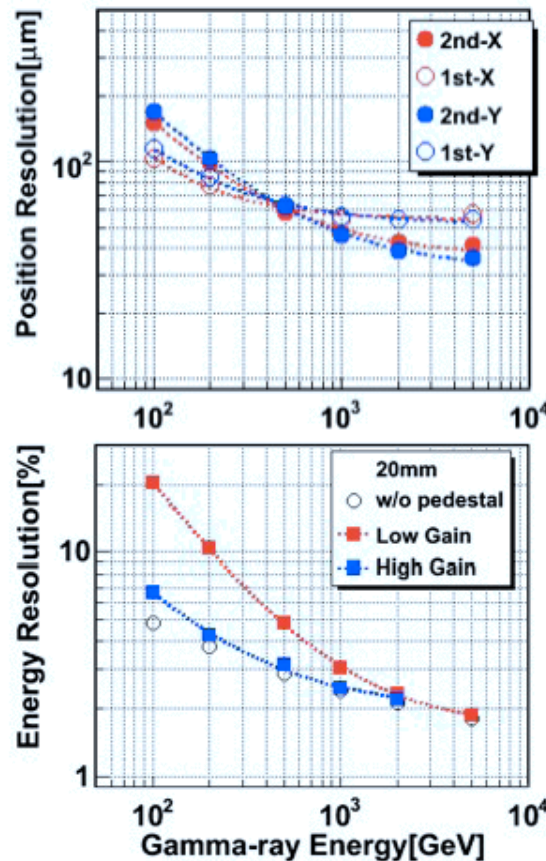 Position Resolution[μm]
2nd-X
1st-X
2nd-Y
1st-Y
10²
10
10² 10³ 10⁴
Energy Resolution[%]
20mm
w/o pedestal
Low Gain
High Gain
10
1
10² 10³ 10⁴
Gamma-ray Energy[GeV]